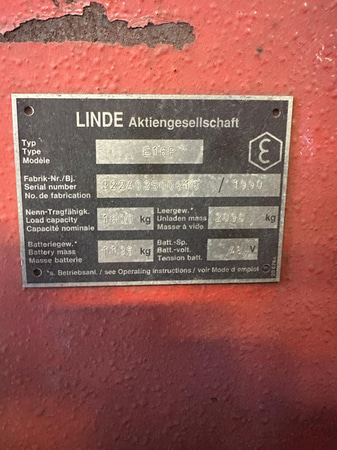 LINDE Aktiengesellschaft
Typ
Type
Modèle
E16P
Fabrik-Nr./Bj.
Serial number
No. de fabrication
/ 1990
Nenn-Tragfähigk.
Load capacity
Capacité nominale
kg
Leergew.*
Unladen mass
Masse à vide
kg
Batteriegew.*
Battery mass
Masse batterie
kg
Batt.-Sp.
Batt.-volt.
Tension batt.
V
*s. Betriebsanl. / see Operating instructions / voir Mode d'emploi